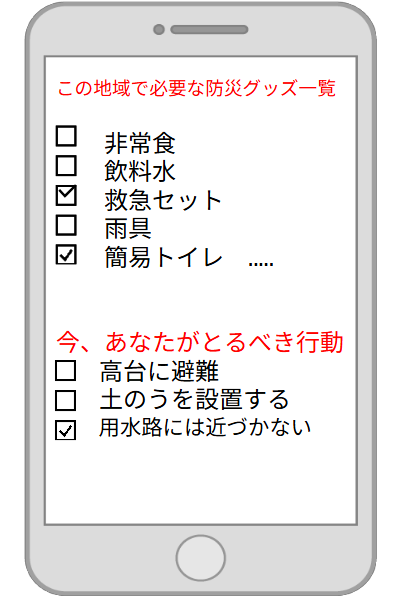 この地域で必要な防災グッズ一覧
非常食
飲料水
救急セット
雨具
簡易トイレ .....
今、あなたがとるべき行動
高台に避難
土のうを設置する
用水路には近づかない